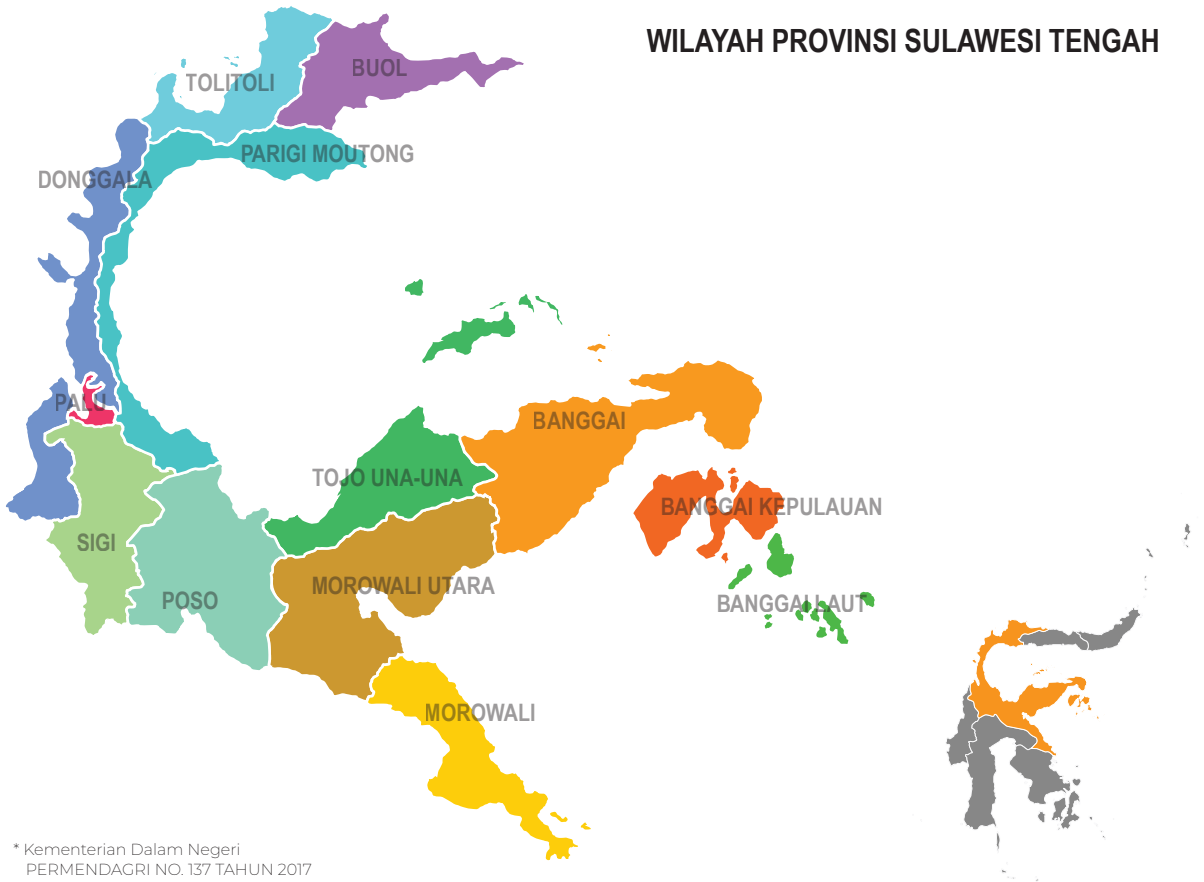 WILAYAH PROVINSI SULAWESI TENGAH
BUOL
TOLITOLI
PARIGI MOUTONG
DONGGALA
PALU
BANGGAI
TOJO UNA-UNA
BANGGAI KEPULAUAN
SIGI
MOROWALI UTARA
POSO
BANGGAI LAUT
MOROWALI
* Kementerian Dalam Negeri
PERMENDAGRI NO. 137 TAHUN 2017